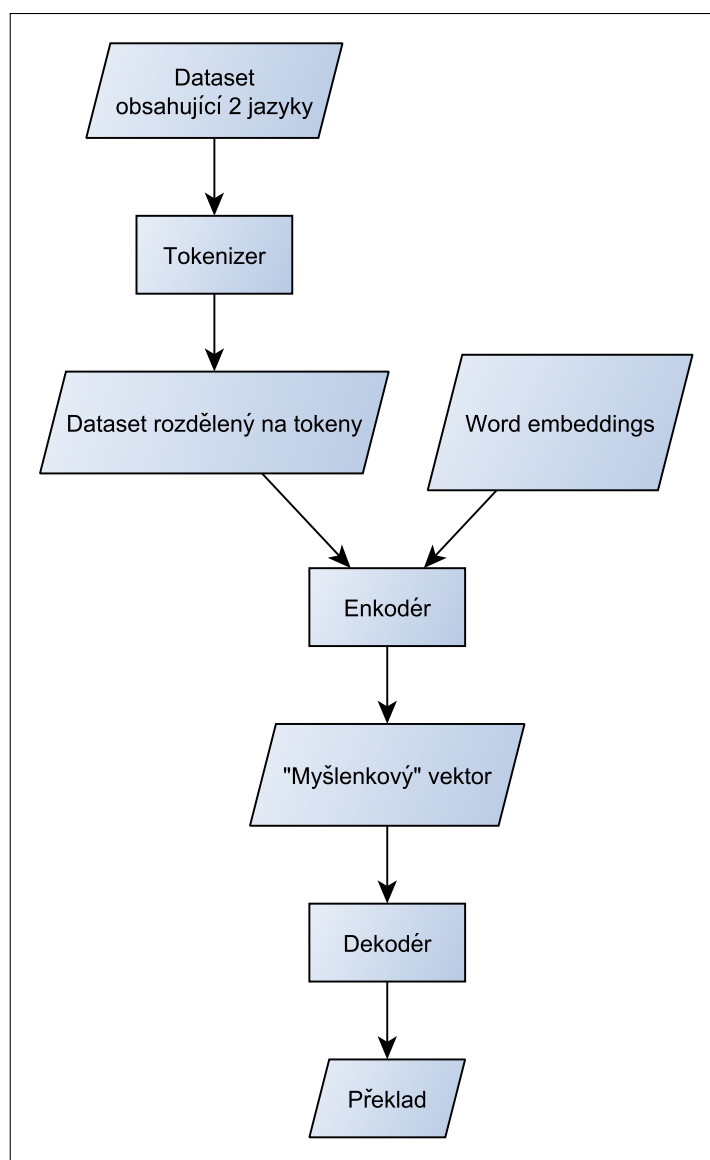 Dataset
obsahující 2 jazyky
Tokenizer
Dataset rozdělený na tokeny
Word embeddings
Enkodér
"Myšlenkový" vektor
Dekodér
Překlad